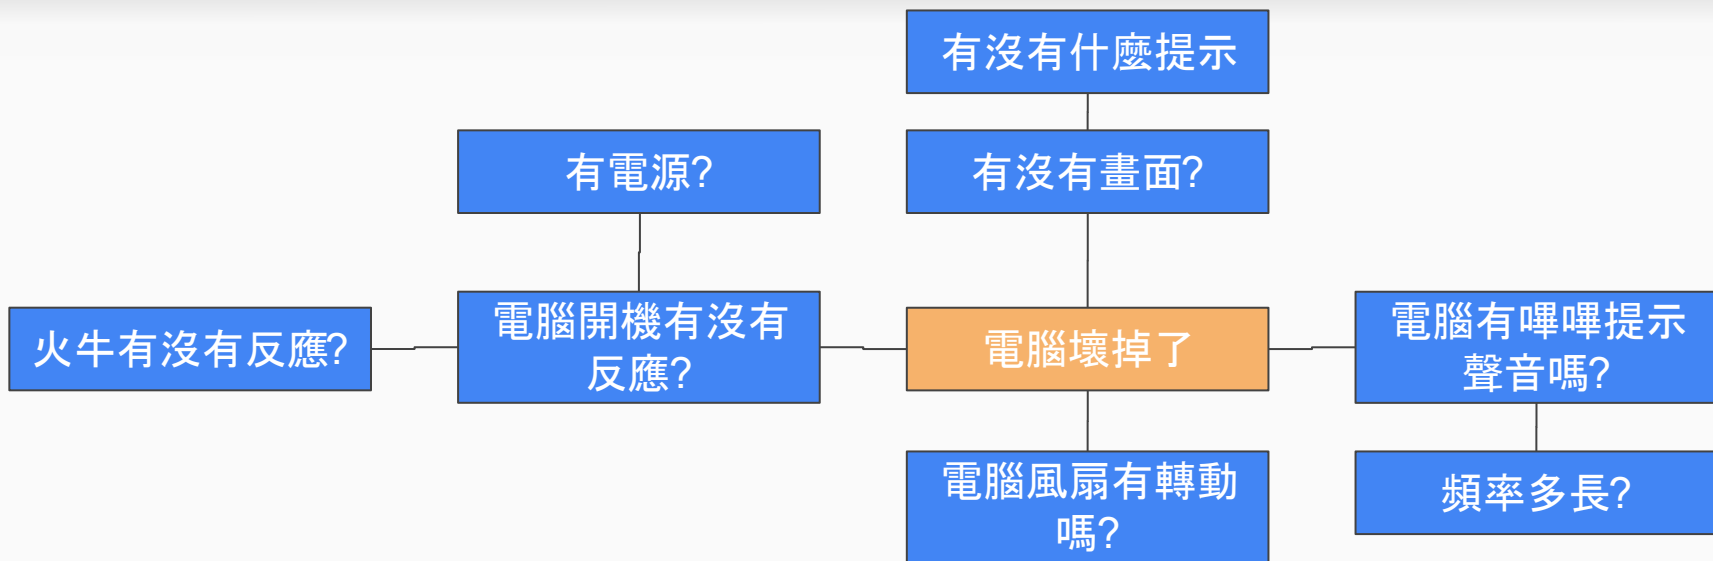 有沒有什麼提示
有電源?
有沒有畫面?
火牛有沒有反應?
電腦開機有沒有
反應?
電腦壞掉了
電腦有嗶嗶提示
聲音嗎?
電腦風扇有轉動
嗎?
頻率多長?